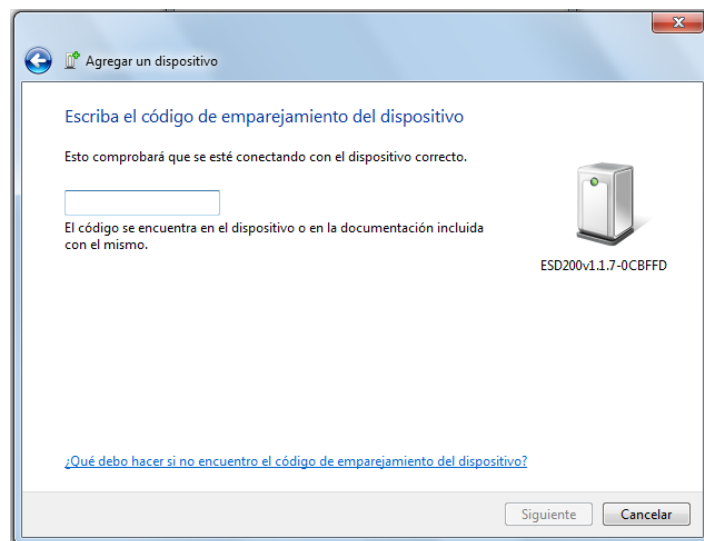 Agregar un dispositivo
Escriba el código de emparejamiento del dispositivo
Esto comprobará que se esté conectando con el dispositivo correcto.
El código se encuentra en el dispositivo o en la documentación incluida
con el mismo.
ESD200v1.1.7-0CBFFD
¿Qué debo hacer si no encuentro el código de emparejamiento del dispositivo?
Siguiente
Cancelar